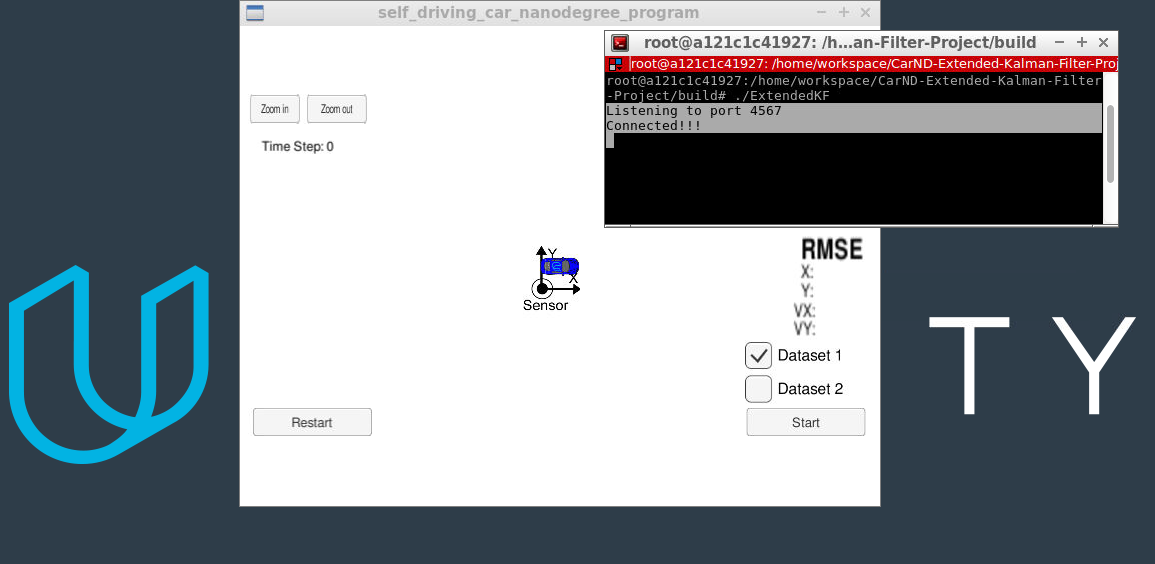 self_driving_car_nanodegree_program
root@a121c1c41927: /h...an-Filter-Project/build
root@a121c1c41927: /home/workspace/CarND-Extended-Kalman-Filter-Proj
root@a121c1c41927:/home/workspace/CarND-Extended-Kalman-Filter
-Project/build# ./ExtendedKF
Listening to port 4567
Connected!!!
Zoom in
Zoom out
Time Step: 0
Y
X
Sensor
RMSE
X:
Y:
VX:
VY:
Dataset 1
Dataset 2
Restart
Start
T Y